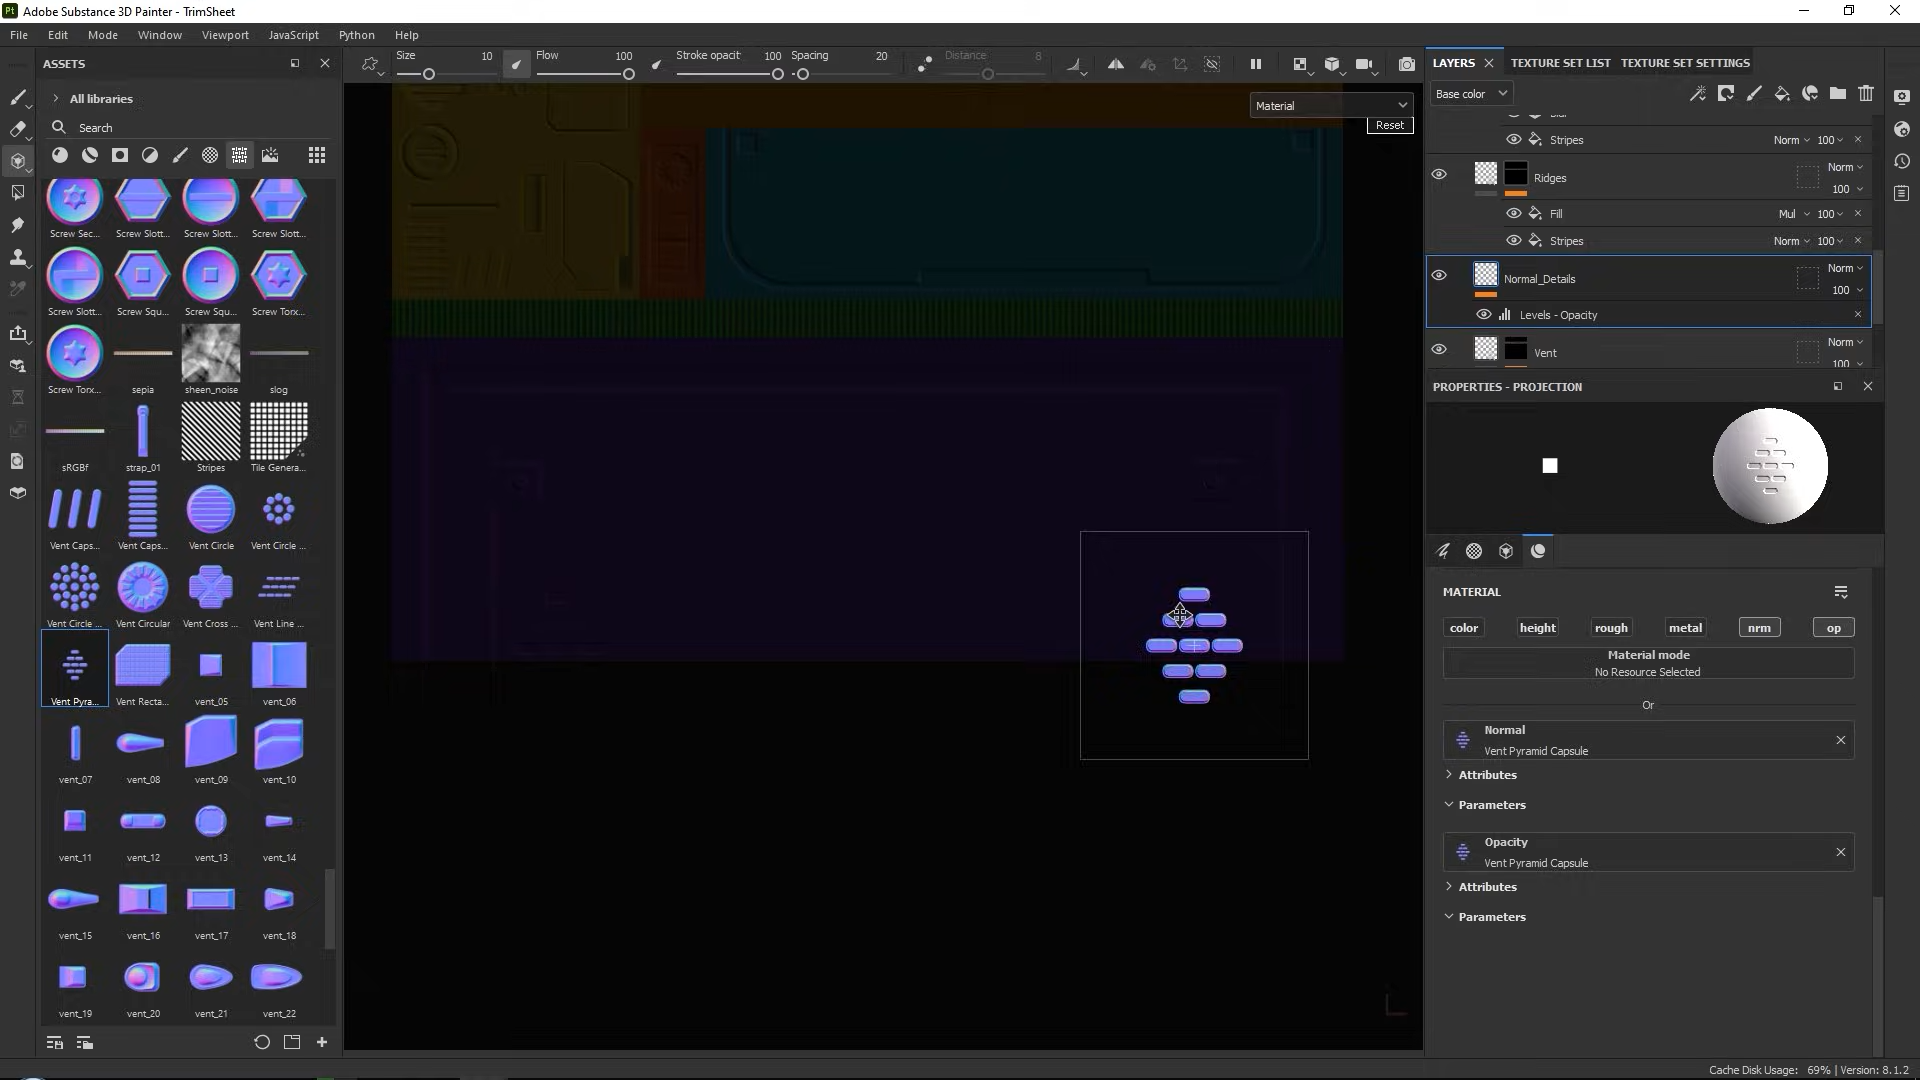 Pt Adobe Substance 3D Painter - TrimSheet
File Edit Mode Window Viewport JavaScript Python Help
ASSETS
All libraries
Search
Screw Sec... Screw Slott... Screw Slott... Screw Slott...
Screw Slott... Screw Squ... Screw Squ... Screw Torx...
Screw Torx... sepia sheen_noise slog
sRGBf strap_01 Stripes Tile Genera...
Vent Caps... Vent Caps... Vent Circle Vent Circle ...
Vent Circle ... Vent Circular Vent Cross ... Vent Line ...
Vent Pyra... Vent Recta... vent_05 vent_06
vent_07 vent_08 vent_09 vent_10
vent_11 vent_12 vent_13 vent_14
vent_15 vent_16 vent_17 vent_18
vent_19 vent_20 vent_21 vent_22
Size 10 Flow 100 Stroke opacit 100 Spacing 20 Distance 8
Material
Reset
LAYERS TEXTURE SET LIST TEXTURE SET SETTINGS
Base color
Stripes Norm 100
Ridges Norm
100
Fill Mul 100
Stripes Norm 100
Normal_Details Norm
100
Levels - Opacity
Vent Norm
100
PROPERTIES - PROJECTION
MATERIAL
color height rough metal nrm op
Material mode
No Resource Selected
Or
Normal
Vent Pyramid Capsule
Attributes
Parameters
Opacity
Vent Pyramid Capsule
Attributes
Parameters
Cache Disk Usage: 69% | Version: 8.1.2